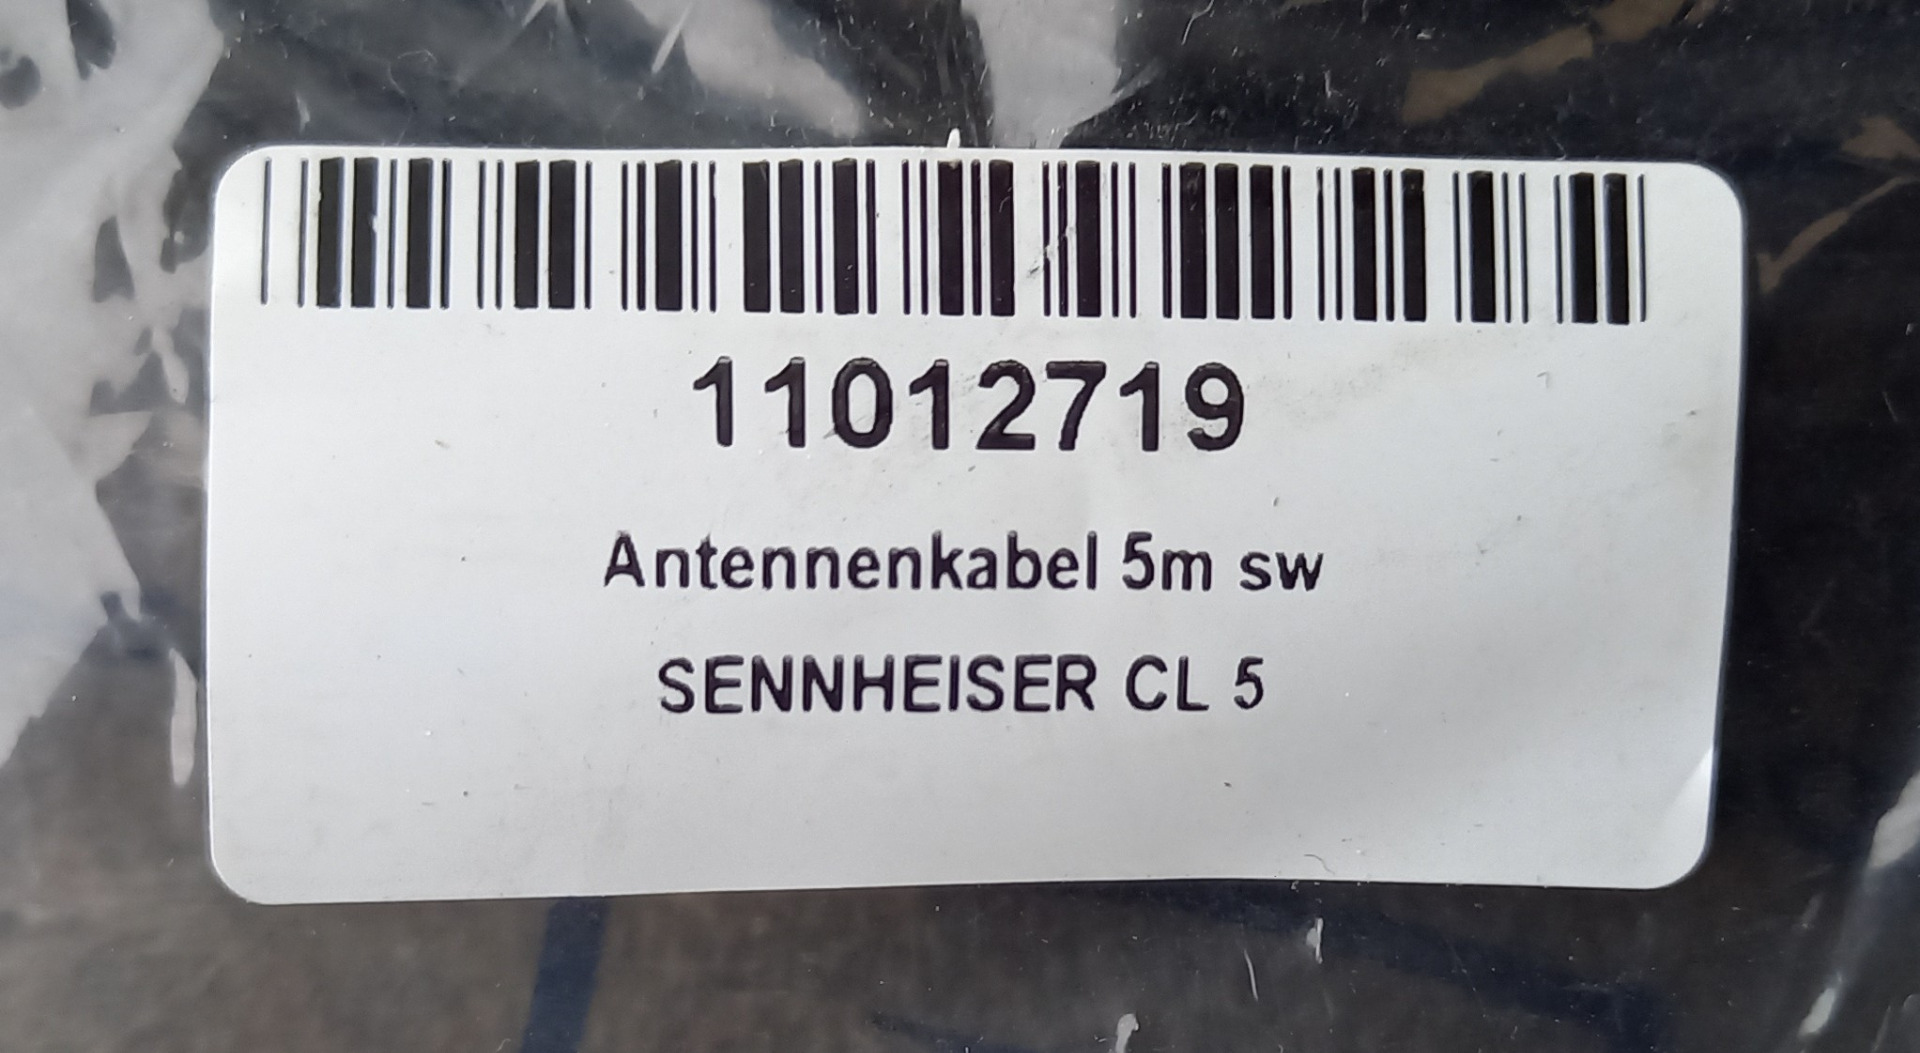 11012719
Antennenkabel 5m sw
SENNHEISER CL 5